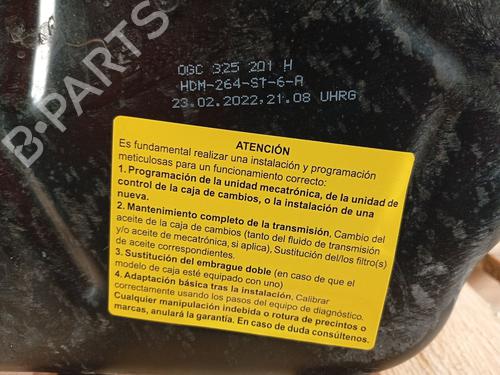 0GC 325 201 H
HDM-264-ST-6-A
23.02.2022,21.08 UHRG
ATENCIÓN
Es fundamental realizar una instalación y programación
meticulosas para un funcionamiento correcto:
1. Programación de la unidad mecatrónica, de la unidad de
control de la caja de cambios, o la instalación de una
nueva.
2. Mantenimiento completo de la transmisión, Cambio del
aceite de la caja de cambios (tanto del fluido de transmisión
y/o aceite de mecatrónica, si aplica), Sustitución del/los filtro(s)
de aceite correspondientes.
3. Sustitución del embrague doble (en caso de que el
modelo de caja esté equipado con uno)
4. Adaptación básica tras la instalación, Calibrar
correctamente usando los pasos del equipo de diagnóstico.
Cualquier manipulación indebida o rotura de precintos o
marcas, anulará la garantía. En caso de duda consúltenos.
B-PARTS